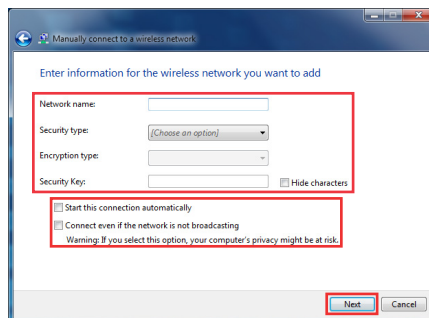 Manually connect to a wireless network
Enter information for the wireless network you want to add
Network name:
Security type: [Choose an option]
Encryption type:
Security Key: Hide characters
Start this connection automatically
Connect even if the network is not broadcasting
Warning: If you select this option, your computer's privacy might be at risk.
Next Cancel